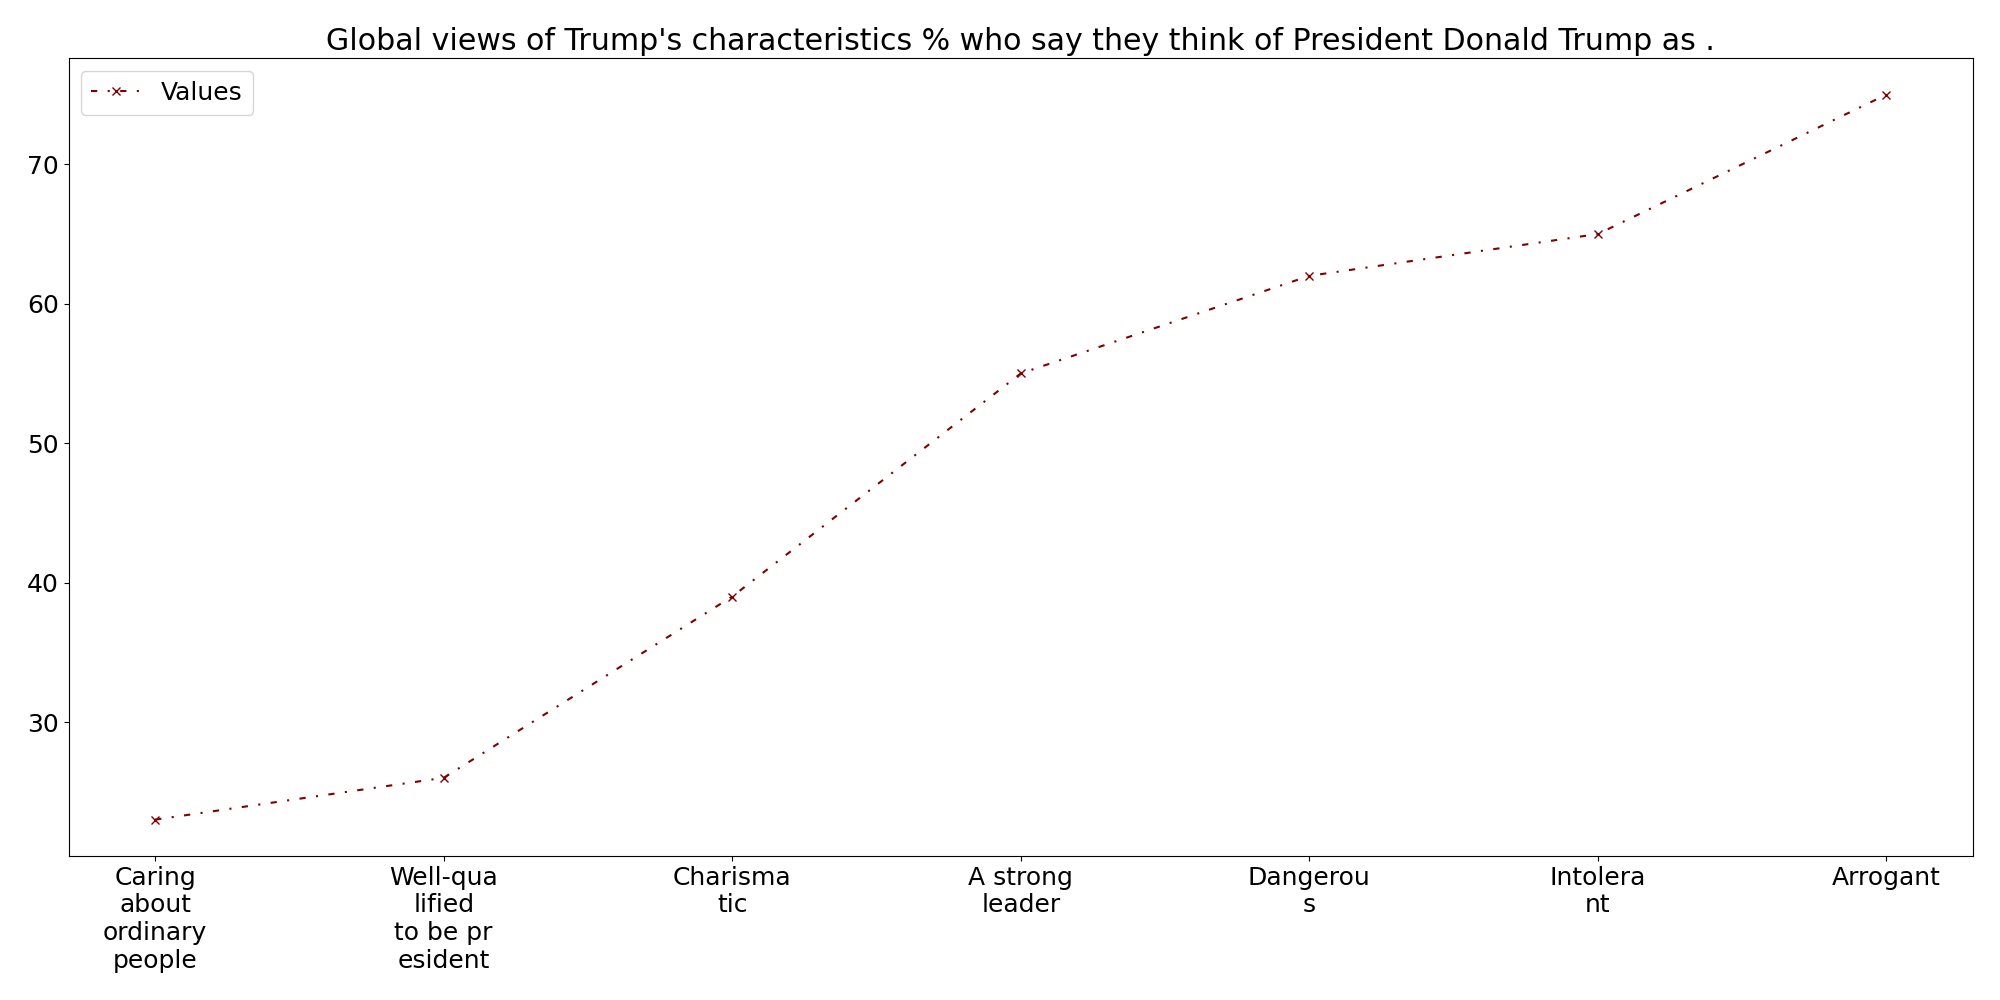 Global views of Trump's characteristics % who say they think of President Donald Trump as .
Values
70
60
50
40
30
Caring
about
ordinary
people
Well-qua
lified
to be pr
esident
Charisma
tic
A strong
leader
Dangerou
s
Intolera
nt
Arrogant